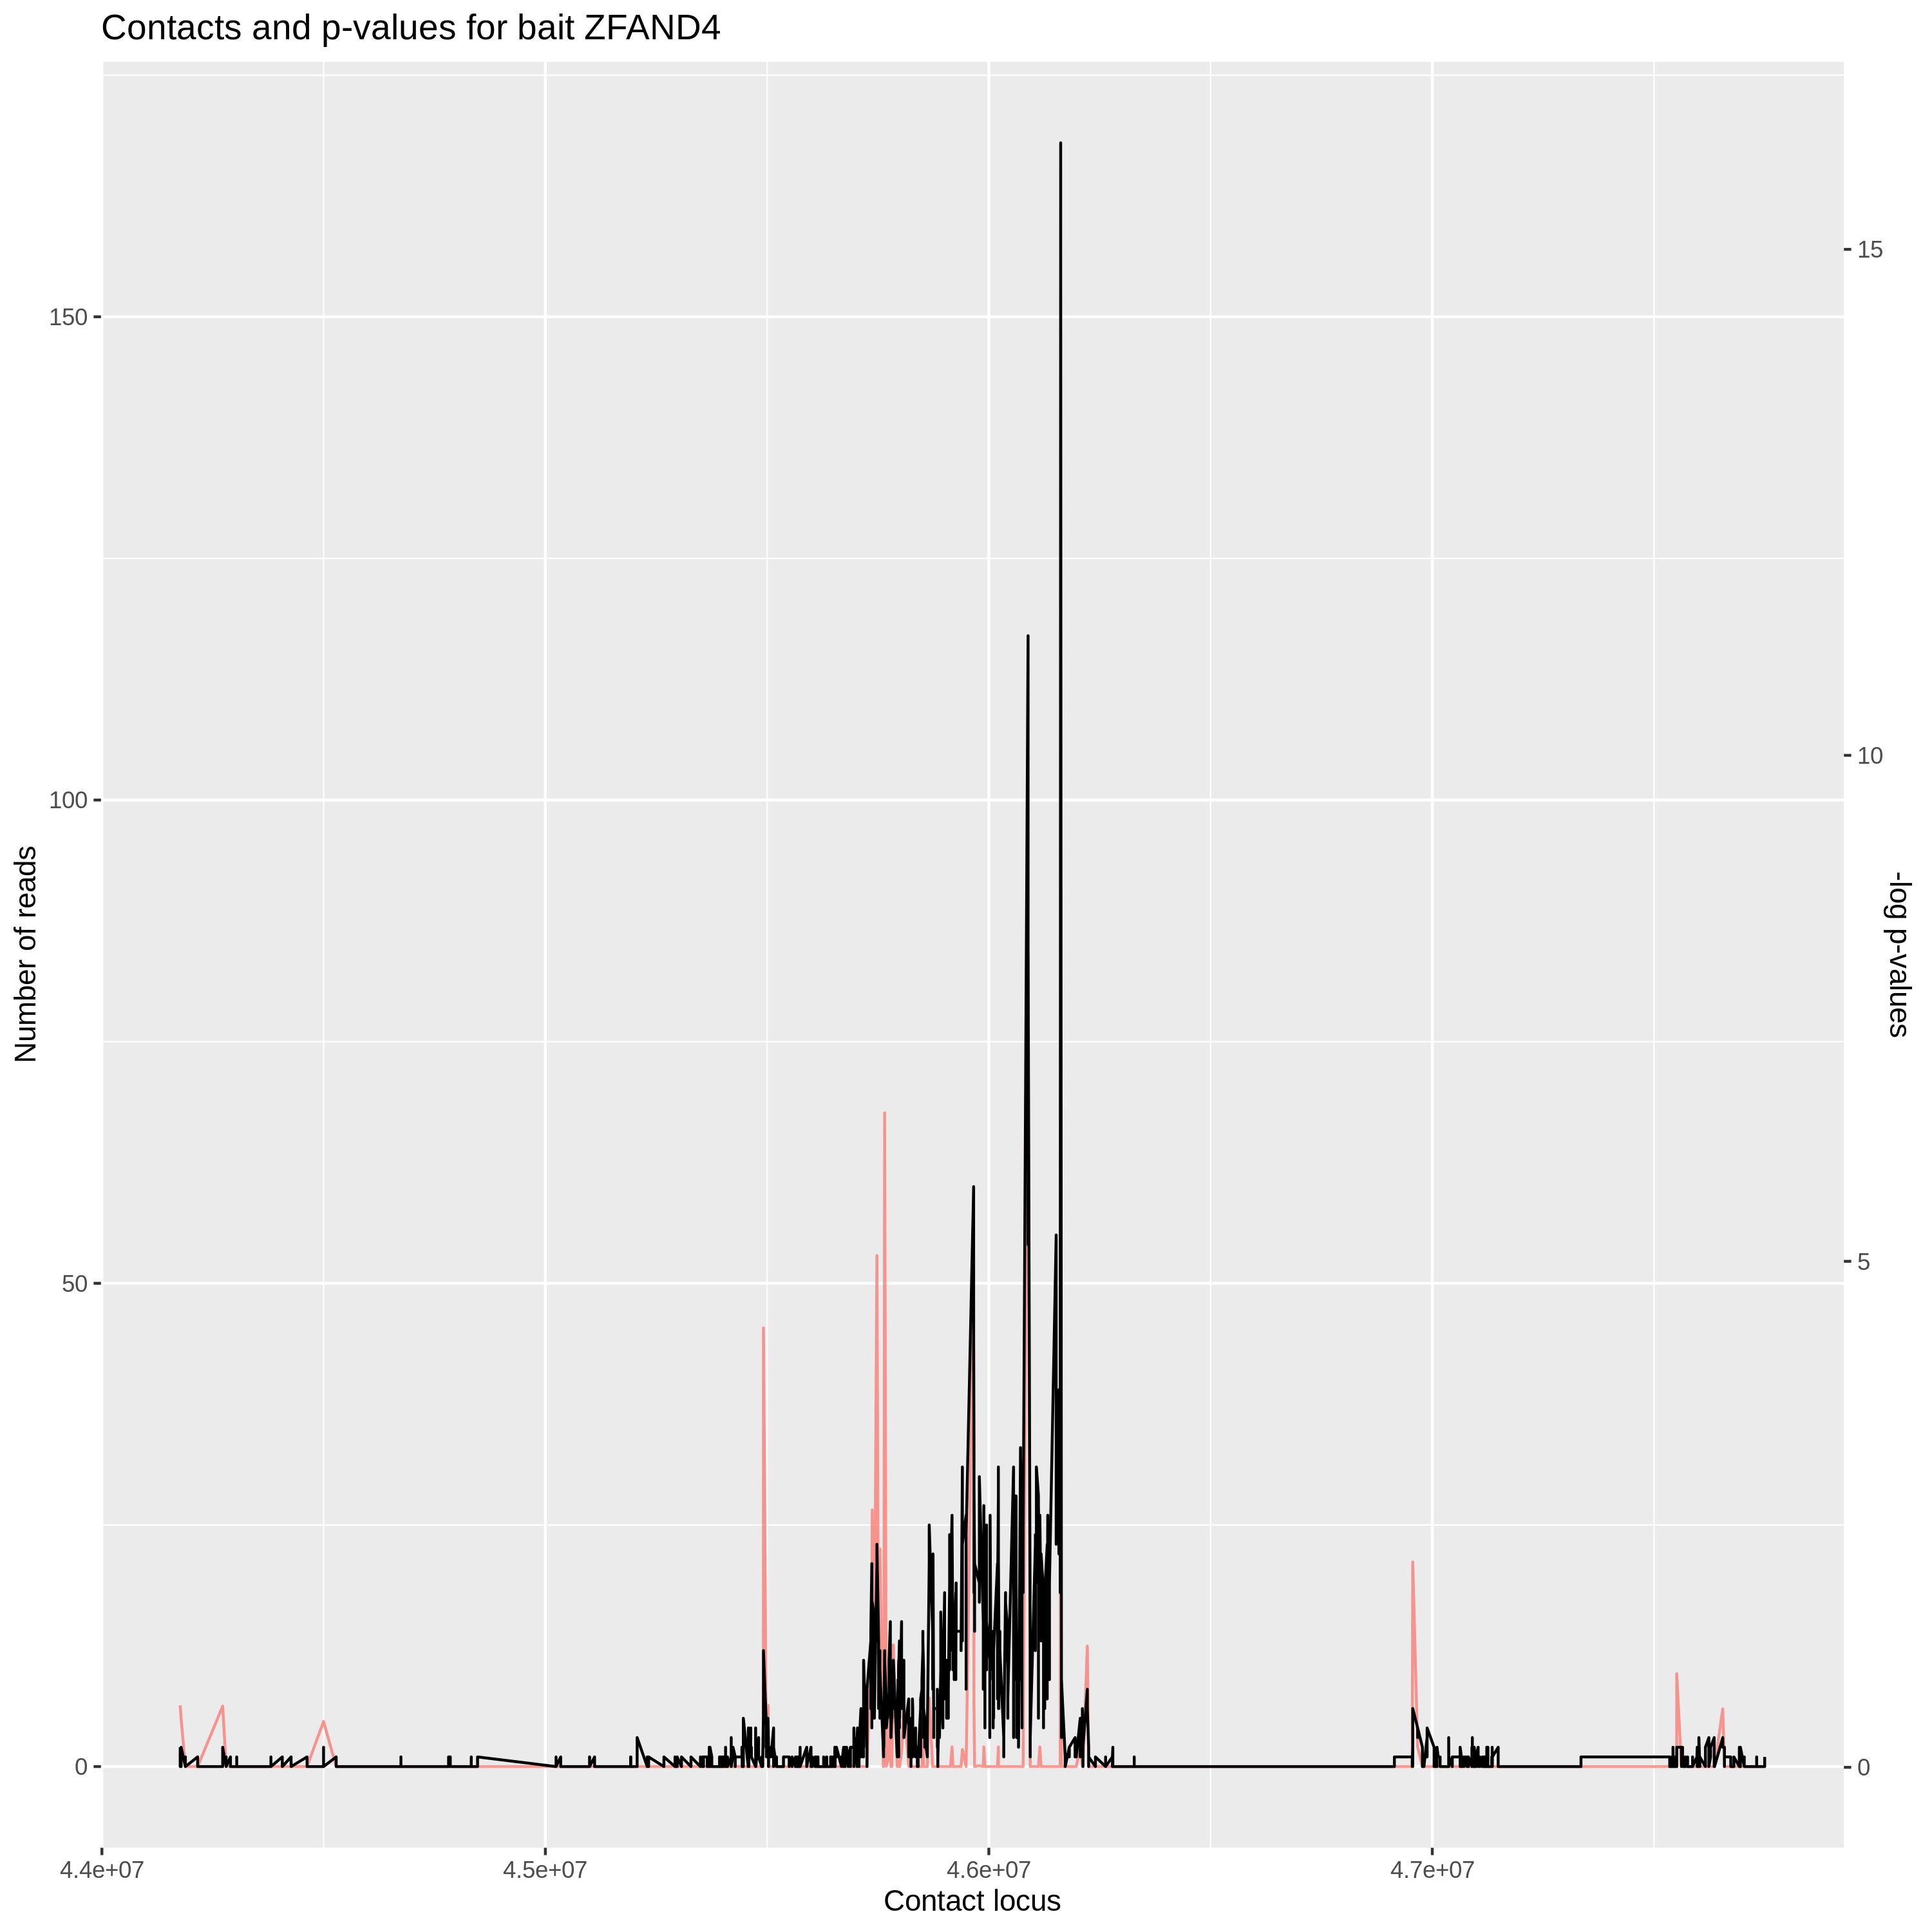 Contacts and p-values for bait ZFAND4
150
100
50
0
15
10
5
0
Number of reads
-log p-values
4.4e+07
4.5e+07
4.6e+07
4.7e+07
Contact locus